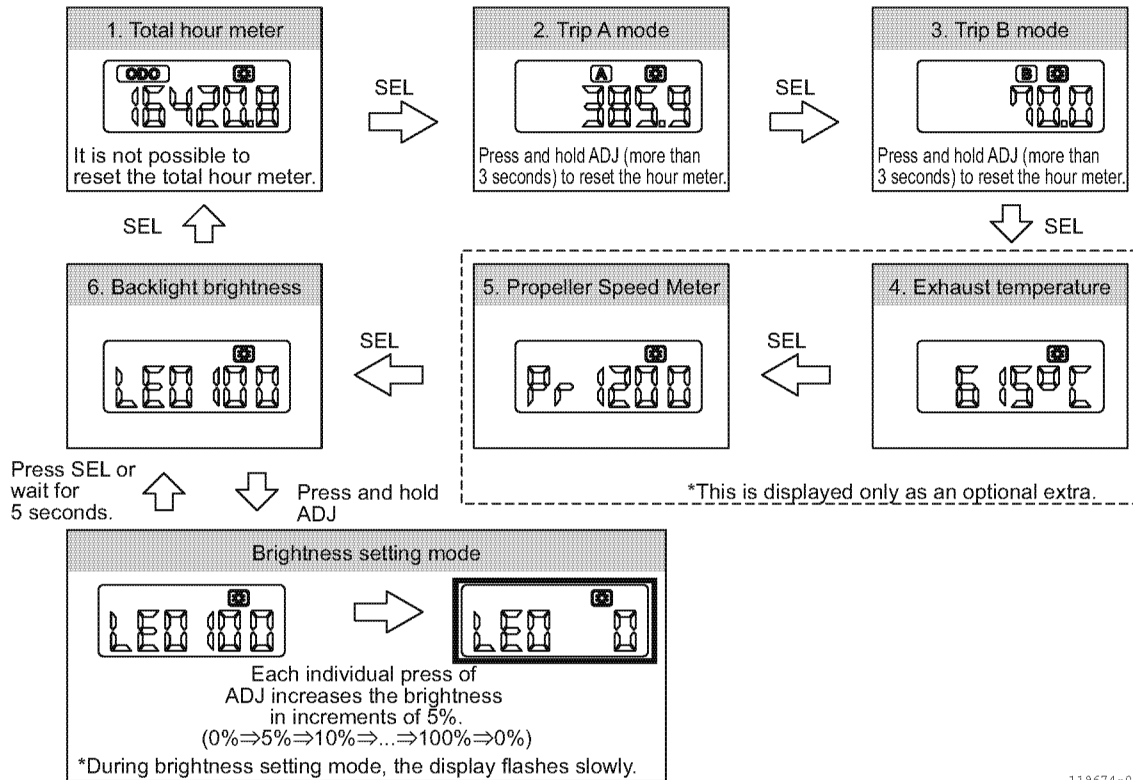 1. Total hour meter
ODO
16420.8
It is not possible to
reset the total hour meter.
SEL
2. Trip A mode
A
385.9
Press and hold ADJ (more than
3 seconds) to reset the hour meter.
SEL
3. Trip B mode
B
70.0
Press and hold ADJ (more than
3 seconds) to reset the hour meter.
SEL
4. Exhaust temperature
615°C
SEL
5. Propeller Speed Meter
Pr 1200
*This is displayed only as an optional extra.
SEL
6. Backlight brightness
LED 100
SEL
Press SEL or
wait for
5 seconds.
Press and hold
ADJ
Brightness setting mode
LED 100
LED 0
Each individual press of
ADJ increases the brightness
in increments of 5%.
(0%⇒5%⇒10%⇒...⇒100%⇒0%)
*During brightness setting mode, the display flashes slowly.